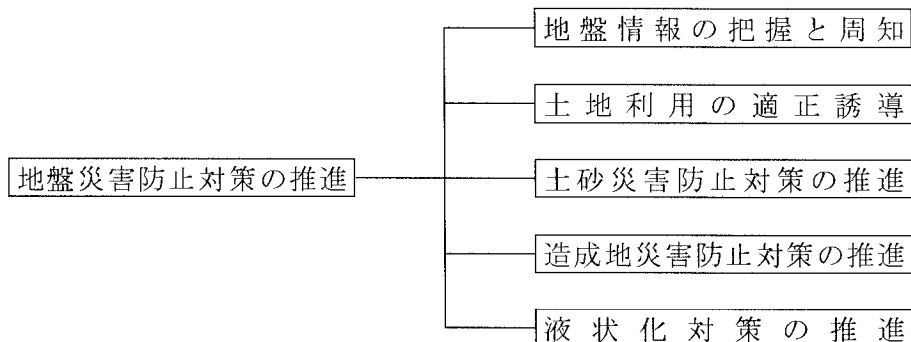 地盤情報の把握と周知
土地利用の適正誘導
地盤災害防止対策の推進
土砂災害防止対策の推進
造成地災害防止対策の推進
液状化対策の推進